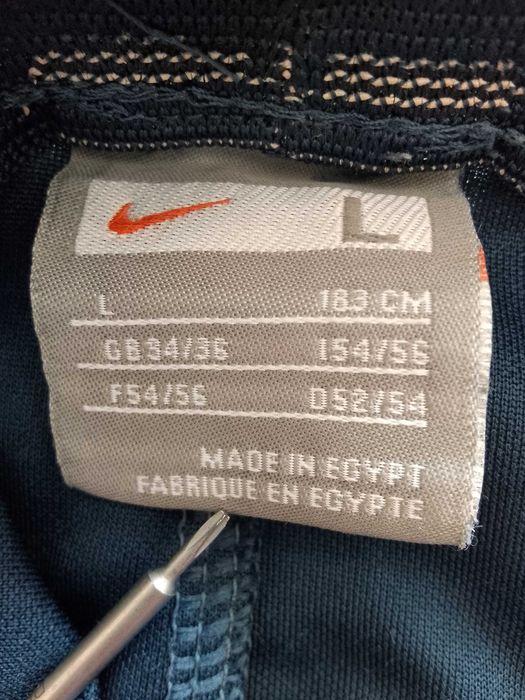 L
L 183 CM
GB34/36 I54/56
F54/56 D52/54
MADE IN EGYPT
FABRIQUE EN EGYPTE